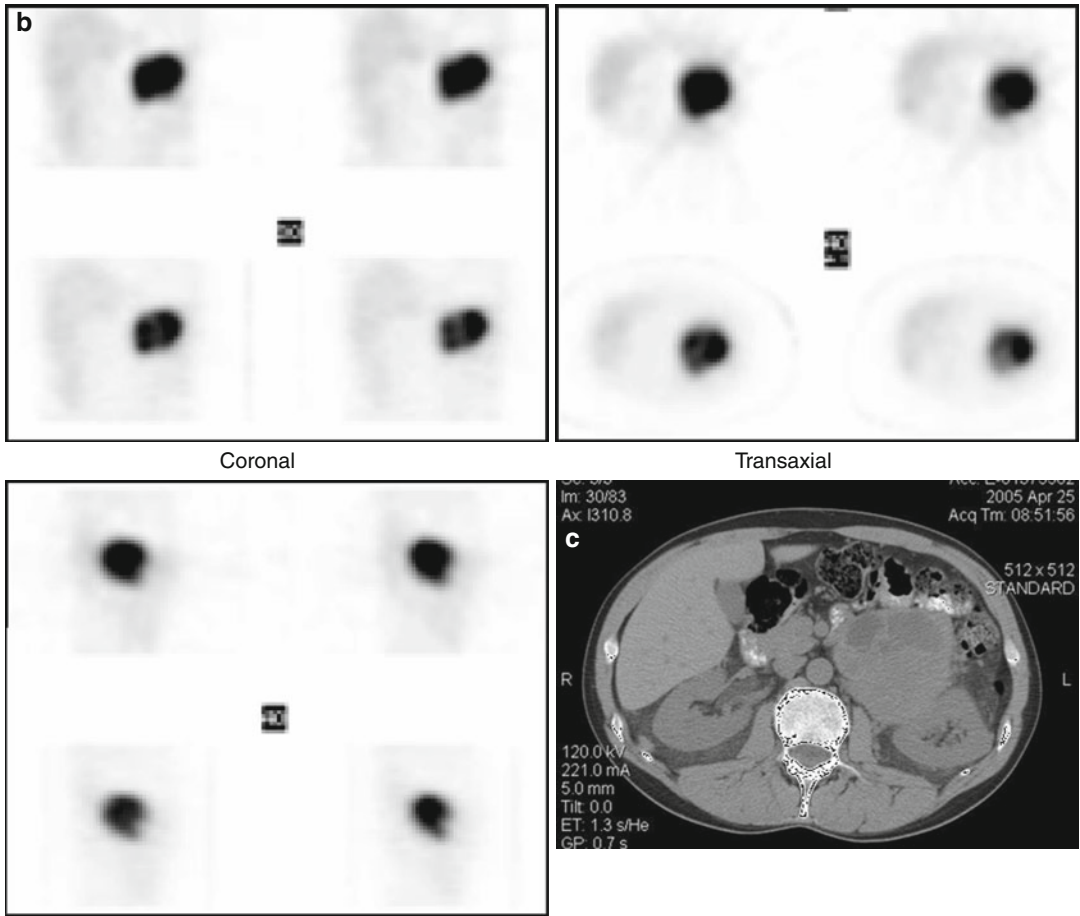 b
Coronal
Transaxial
Im: 30/83
Ax: I310.8
2005 Apr 25
Acq Tm: 08:51:56
c
512 x 512
STANDARD
R
L
120.0 kV
221.0 mA
5.0 mm
Tilt: 0.0
ET: 1.3 s/He
GP: 0.7 s